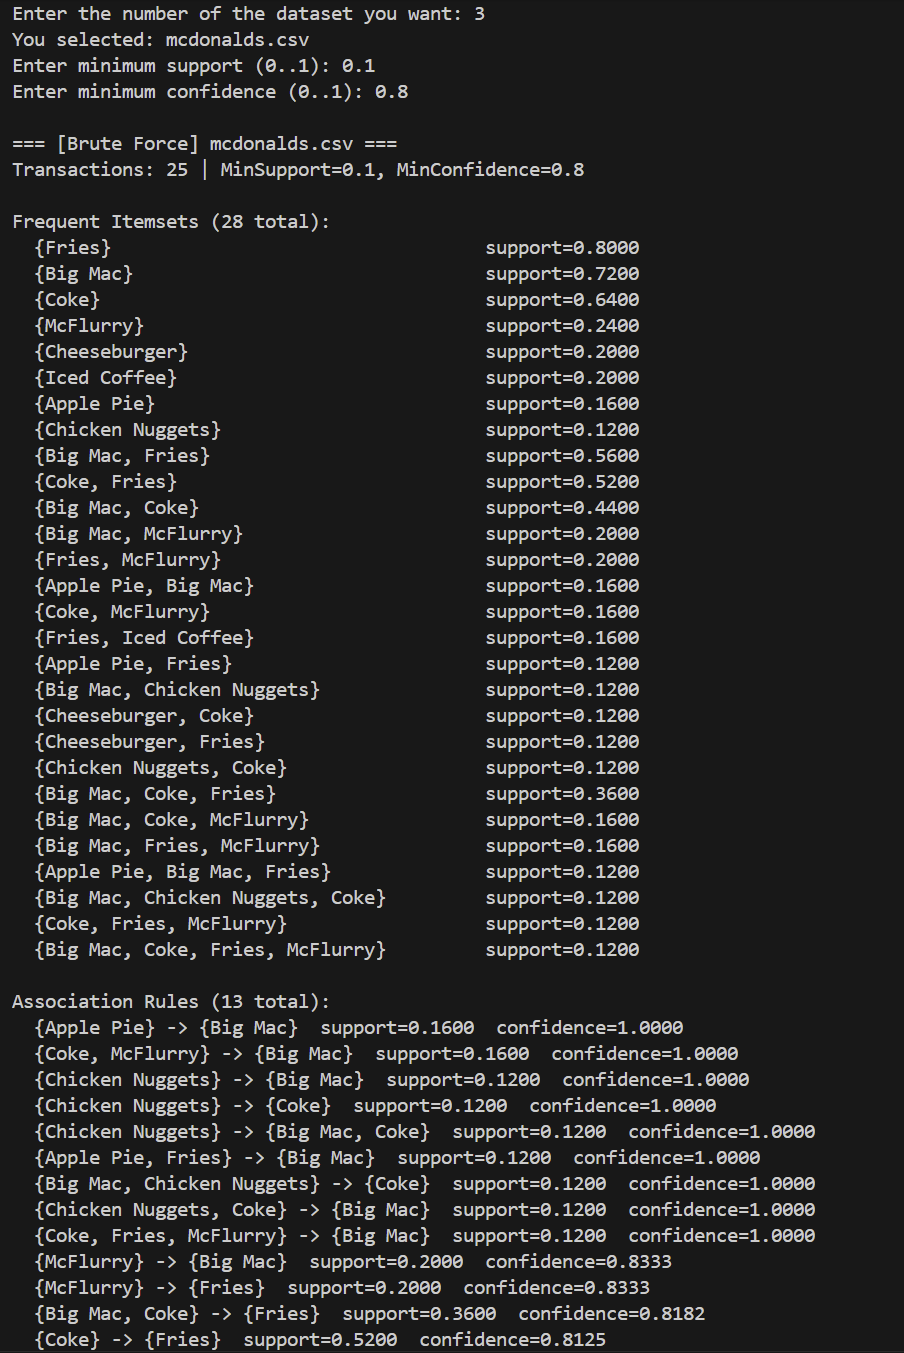 Enter the number of the dataset you want: 3
You selected: mcdonalds.csv
Enter minimum support (0..1): 0.1
Enter minimum confidence (0..1): 0.8
=== [Brute Force] mcdonalds.csv ===
Transactions: 25 | MinSupport=0.1, MinConfidence=0.8
Frequent Itemsets (28 total):
{Fries} support=0.8000
{Big Mac} support=0.7200
{Coke} support=0.6400
{McFlurry} support=0.2400
{Cheeseburger} support=0.2000
{Iced Coffee} support=0.2000
{Apple Pie} support=0.1600
{Chicken Nuggets} support=0.1200
{Big Mac, Fries} support=0.5600
{Coke, Fries} support=0.5200
{Big Mac, Coke} support=0.4400
{Big Mac, McFlurry} support=0.2000
{Fries, McFlurry} support=0.2000
{Apple Pie, Big Mac} support=0.1600
{Coke, McFlurry} support=0.1600
{Fries, Iced Coffee} support=0.1600
{Apple Pie, Fries} support=0.1200
{Big Mac, Chicken Nuggets} support=0.1200
{Cheeseburger, Coke} support=0.1200
{Cheeseburger, Fries} support=0.1200
{Chicken Nuggets, Coke} support=0.1200
{Big Mac, Coke, Fries} support=0.3600
{Big Mac, Coke, McFlurry} support=0.1600
{Big Mac, Fries, McFlurry} support=0.1600
{Apple Pie, Big Mac, Fries} support=0.1200
{Big Mac, Chicken Nuggets, Coke} support=0.1200
{Coke, Fries, McFlurry} support=0.1200
{Big Mac, Coke, Fries, McFlurry} support=0.1200
Association Rules (13 total):
{Apple Pie} -> {Big Mac} support=0.1600 confidence=1.0000
{Coke, McFlurry} -> {Big Mac} support=0.1600 confidence=1.0000
{Chicken Nuggets} -> {Big Mac} support=0.1200 confidence=1.0000
{Chicken Nuggets} -> {Coke} support=0.1200 confidence=1.0000
{Chicken Nuggets} -> {Big Mac, Coke} support=0.1200 confidence=1.0000
{Apple Pie, Fries} -> {Big Mac} support=0.1200 confidence=1.0000
{Big Mac, Chicken Nuggets} -> {Coke} support=0.1200 confidence=1.0000
{Chicken Nuggets, Coke} -> {Big Mac} support=0.1200 confidence=1.0000
{Coke, Fries, McFlurry} -> {Big Mac} support=0.1200 confidence=1.0000
{McFlurry} -> {Big Mac} support=0.2000 confidence=0.8333
{McFlurry} -> {Fries} support=0.2000 confidence=0.8333
{Big Mac, Coke} -> {Fries} support=0.3600 confidence=0.8182
{Coke} -> {Fries} support=0.5200 confidence=0.8125